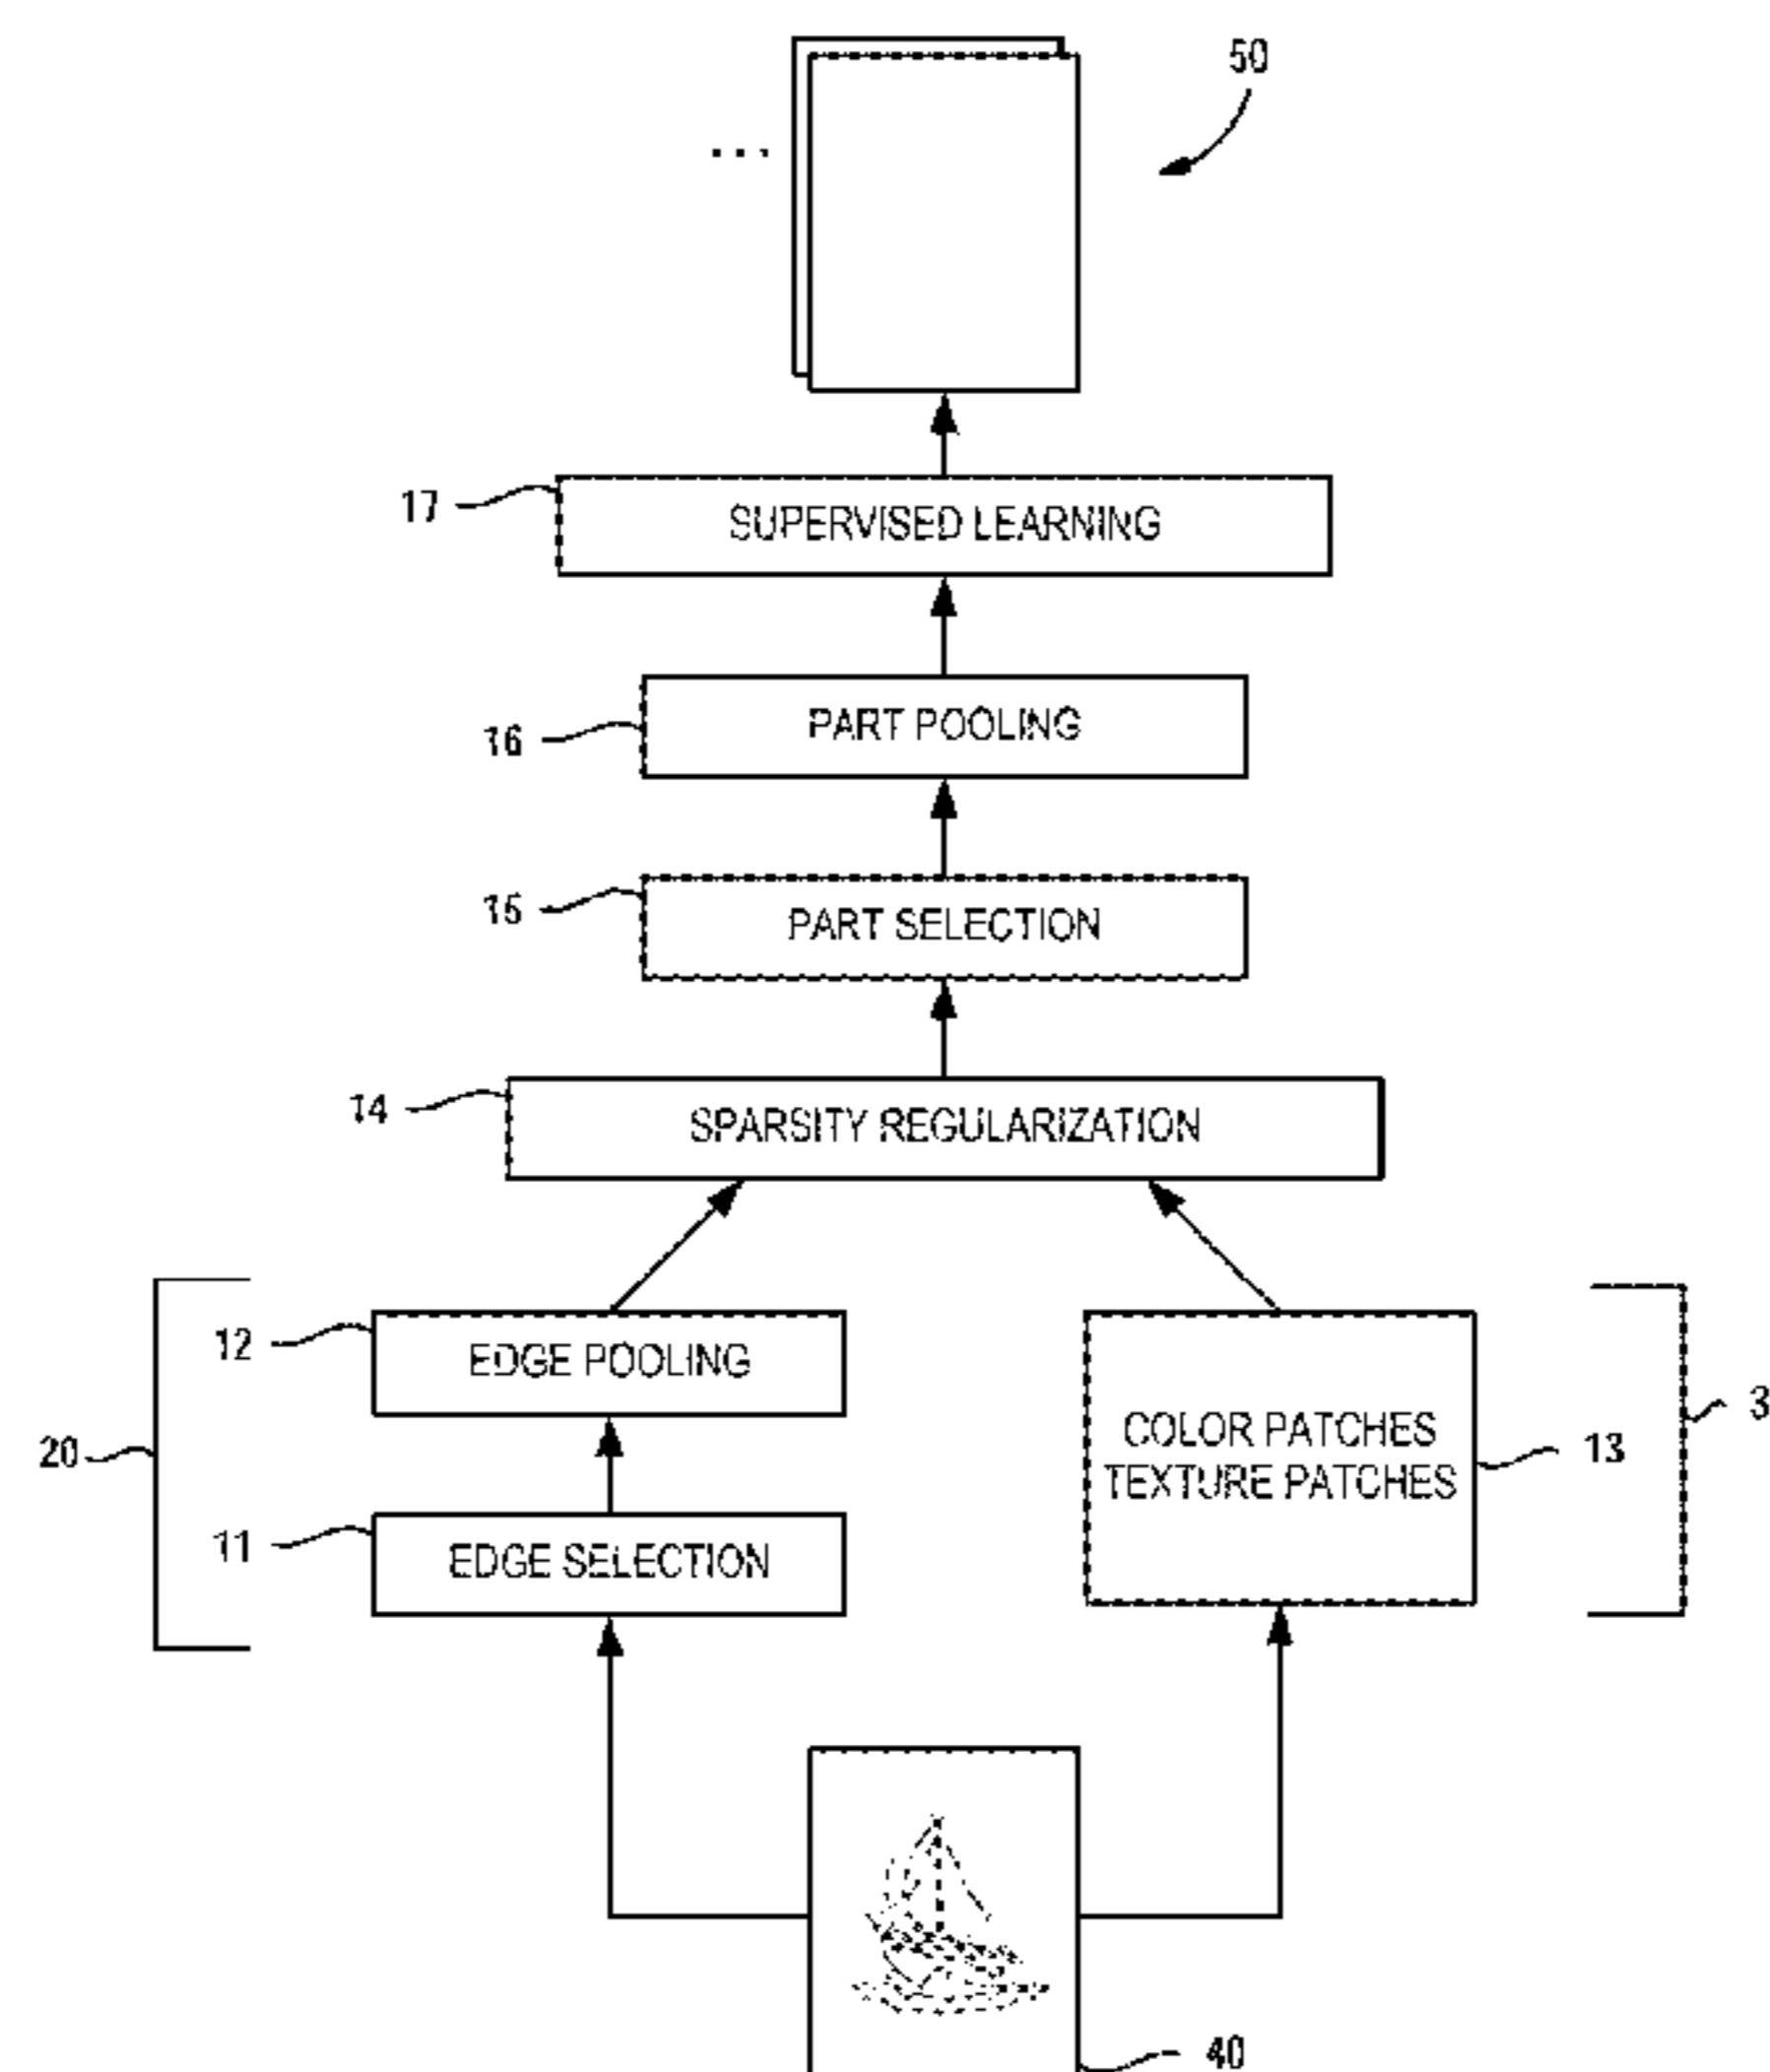 50
...
17
SUPERVISED LEARNING
16
PART POOLING
15
PART SELECTION
14
SPARSITY REGULARIZATION
12
EDGE POOLING
3
20
COLOR PATCHES
TEXTURE PATCHES
13
11
EDGE SELECTION
40